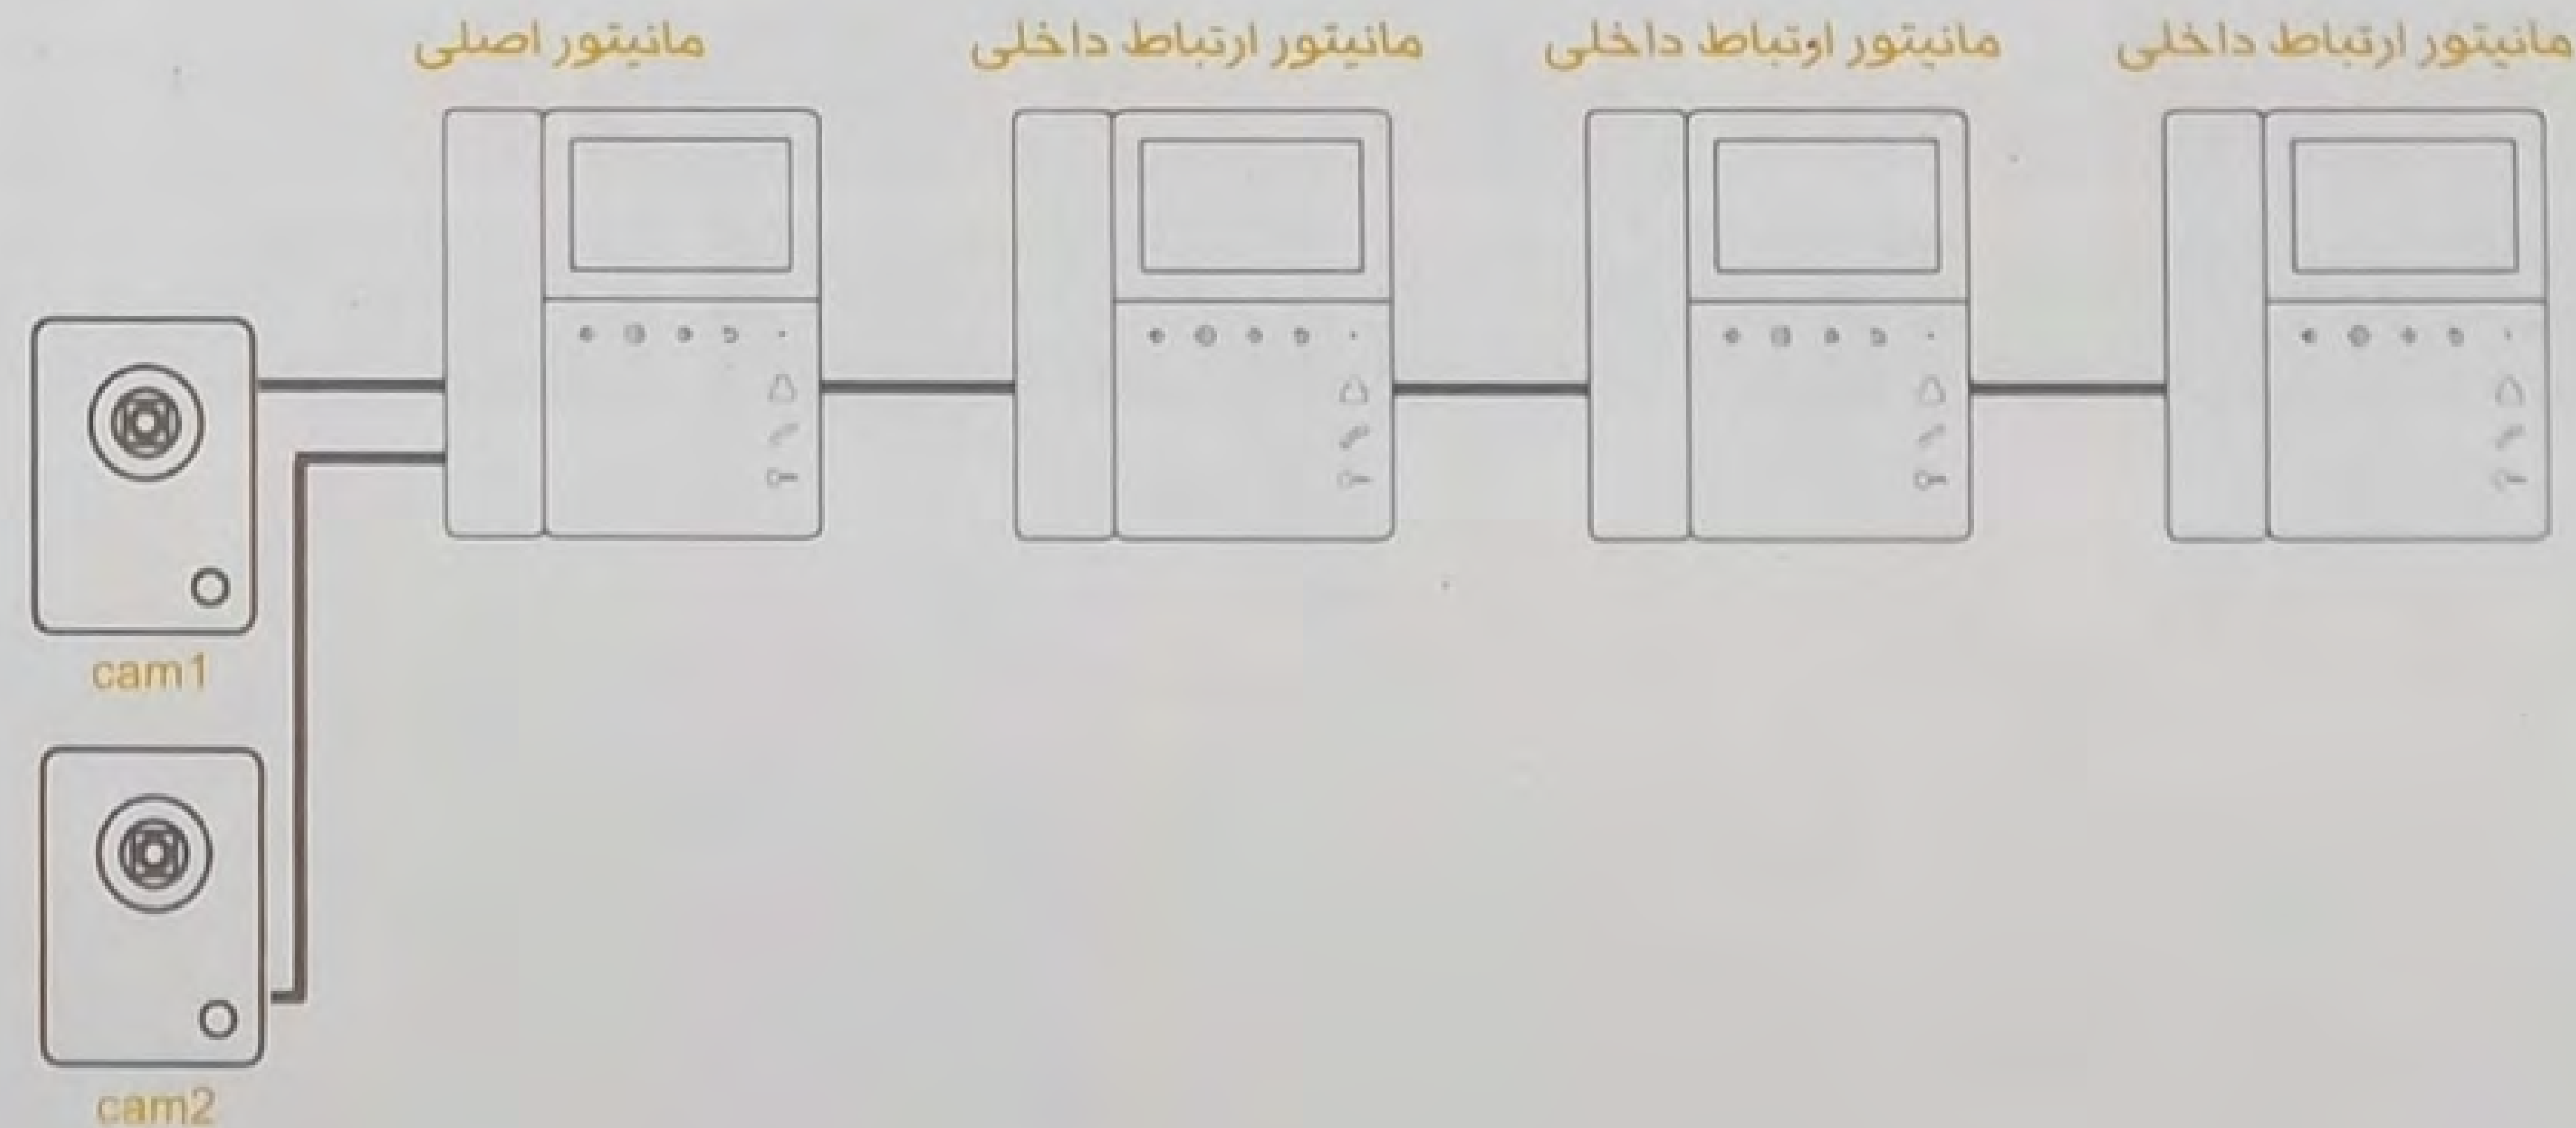 مانیتور اصلی
مانیتور ارتباط داخلی
مانیتور اوتباط داخلی
مانیتور ارتباط داخلی
cam1
cam2